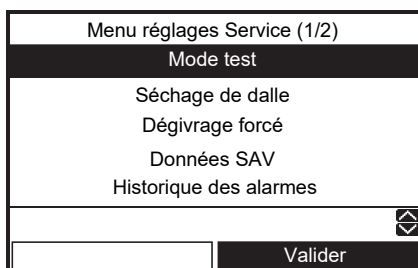 Menu réglages Service (1/2)
Mode test
Séchage de dalle
Dégivrage forcé
Données SAV
Historique des alarmes
Valider